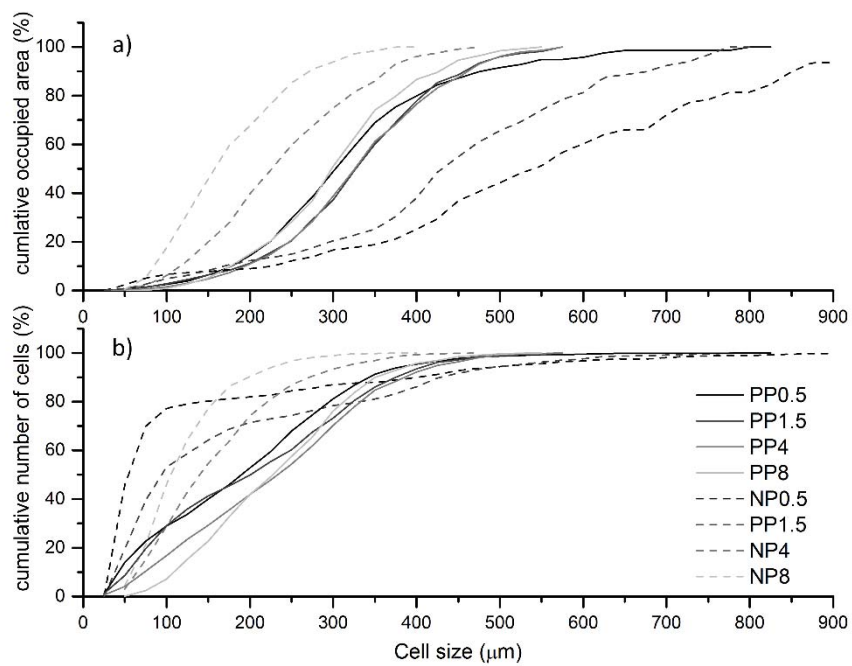 a)
cumlative occupied area (%)
100
80
60
40
20
0
0 100 200 300 400 500 600 700 800 900
b)
cumulative number of cells (%)
100
80
60
40
20
0
PP0.5
PP1.5
PP4
PP8
NP0.5
PP1.5
NP4
NP8
0 100 200 300 400 500 600 700 800 900
Cell size (μm)